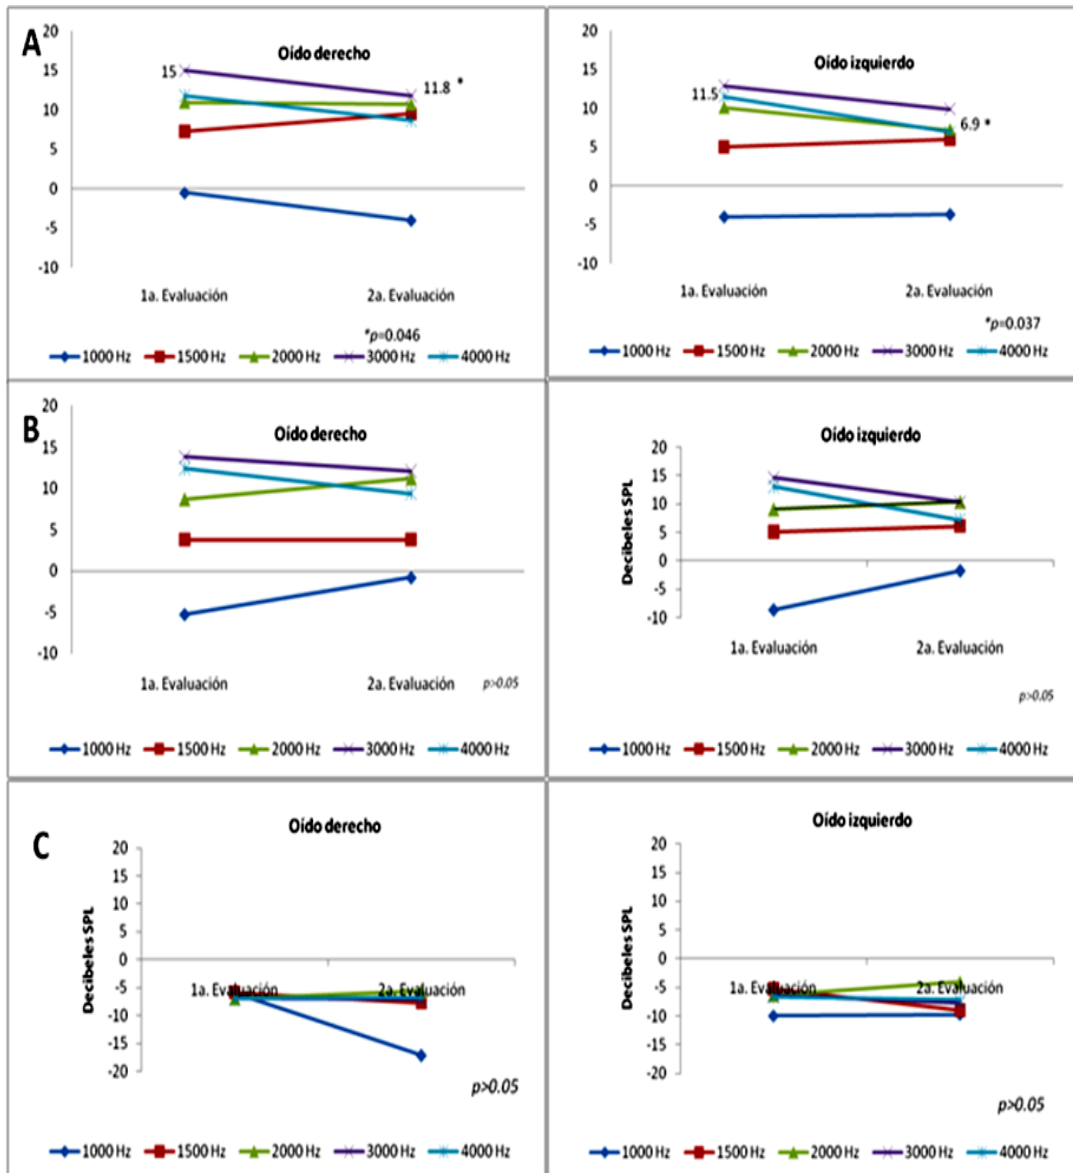 A
Oído derecho
20
15
10
5
0
-5
-10
15
11.8 *
1a. Evaluación 2a. Evaluación
*p=0.046
1000 Hz 1500 Hz 2000 Hz 3000 Hz 4000 Hz
Oído izquierdo
20
15
10
5
0
-5
-10
11.5
6.9 *
1a. Evaluación 2a. Evaluación
*p=0.037
1000 Hz 1500 Hz 2000 Hz 3000 Hz 4000 Hz
B
Oído derecho
20
15
10
5
0
-5
-10
1a. Evaluación 2a. Evaluación
p>0.05
1000 Hz 1500 Hz 2000 Hz 3000 Hz 4000 Hz
Oído izquierdo
Decibeles SPL
20
15
10
5
0
-5
-10
1a. Evaluación 2a. Evaluación
p>0.05
1000 Hz 1500 Hz 2000 Hz 3000 Hz 4000 Hz
C
Oído derecho
Decibeles SPL
20
15
10
5
0
-5
-10
-15
-20
1a. Evaluación 2a. Evaluación
p>0.05
1000 Hz 1500 Hz 2000 Hz 3000 Hz 4000 Hz
Oído izquierdo
Decibeles SPL
20
15
10
5
0
-5
-10
-15
-20
1a. Evaluación 2a. Evaluación
p>0.05
1000 Hz 1500 Hz 2000 Hz 3000 Hz 4000 Hz